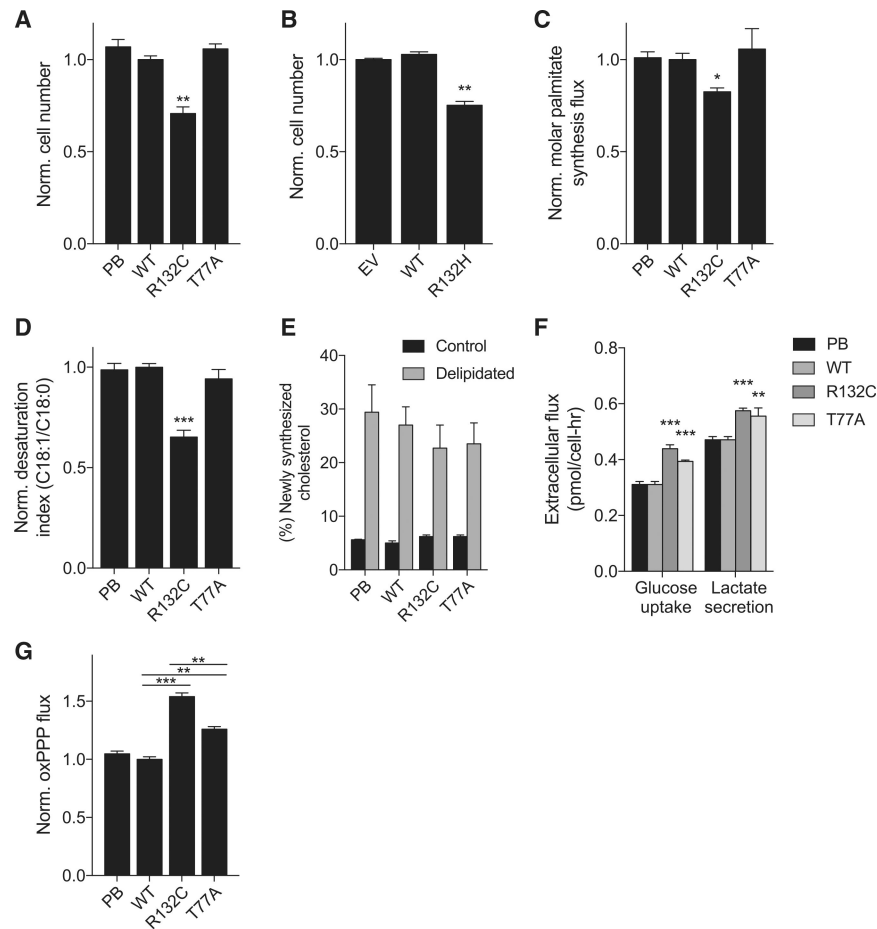 A
Norm. cell number
1.0
0.5
0.0
**
PB
WT
R132C
T77A
B
Norm. cell number
1.0
0.5
0.0
**
EV
WT
R132H
C
Norm. molar palmitate
synthesis flux
1.0
0.5
0.0
*
PB
WT
R132C
T77A
D
Norm. desaturation
index (C18:1/C18:0)
1.0
0.5
0.0
***
PB
WT
R132C
T77A
E
Control
Delipidated
(%) Newly synthesized
cholesterol
40
30
20
10
0
PB
WT
R132C
T77A
F
PB
WT
R132C
T77A
Extracellular flux
(pmol/cell-hr)
0.8
0.6
0.4
0.2
0.0
***
***
***
**
Glucose
uptake
Lactate
secretion
G
Norm. oxPPP flux
1.5
1.0
0.5
0.0
**
**
***
PB
WT
R132C
T77A